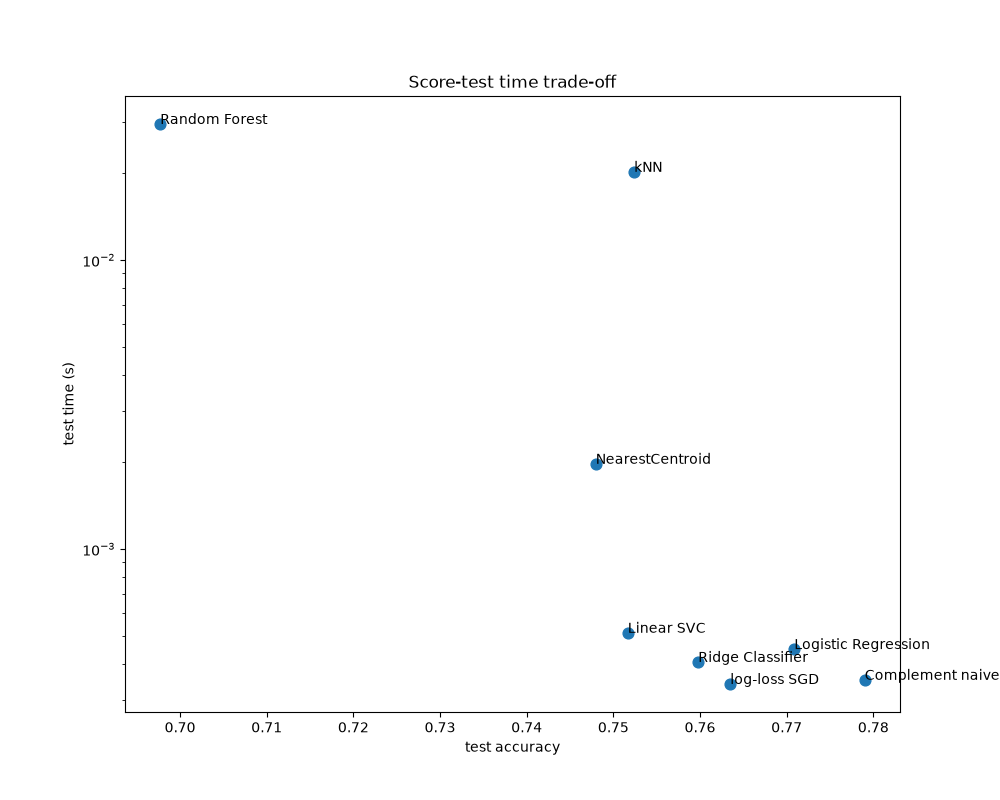 Score-test time trade-off
Random Forest
kNN
10⁻²
test time (s)
NearestCentroid
10⁻³
Linear SVC
Logistic Regression
Ridge Classifier
Complement naive
log-loss SGD
0.70 0.71 0.72 0.73 0.74 0.75 0.76 0.77 0.78
test accuracy